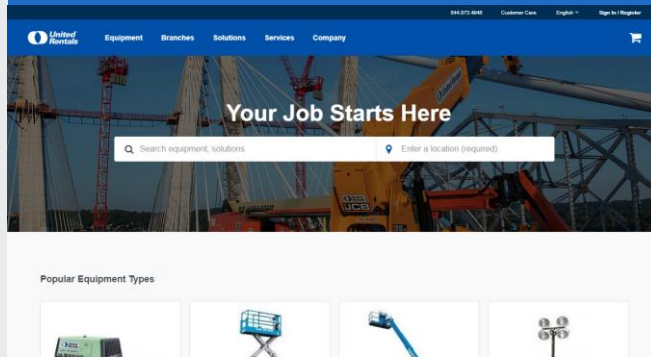 844.873.4948 Customer Care English Sign In / Register
United Rentals
Equipment Branches Solutions Services Company
Your Job Starts Here
Search equipment, solutions
Enter a location (required)
JCB
Popular Equipment Types